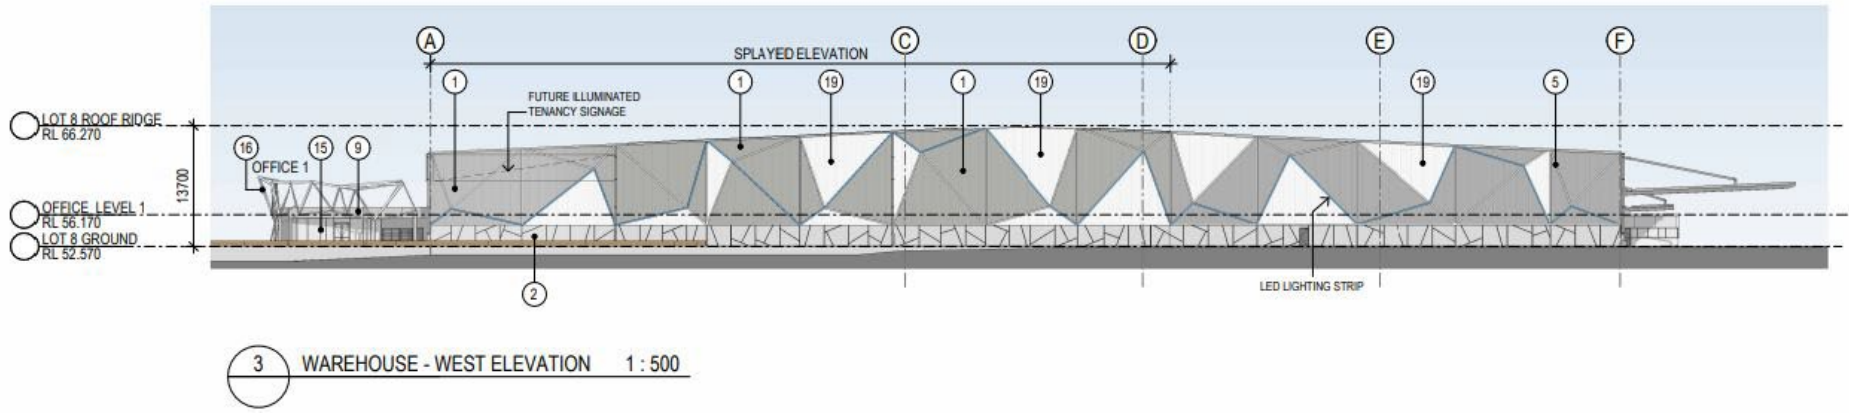 A
C
D
E
F
SPLAYED ELEVATION
1
1
19
1
19
19
5
FUTURE ILLUMINATED
TENANCY SIGNAGE
LOT 8 ROOF RIDGE
RL 66.270
16
OFFICE 1
15
9
13700
OFFICE LEVEL 1
RL 56.170
LOT 8 GROUND
RL 52.570
2
LED LIGHTING STRIP
3
WAREHOUSE - WEST ELEVATION 1 : 500